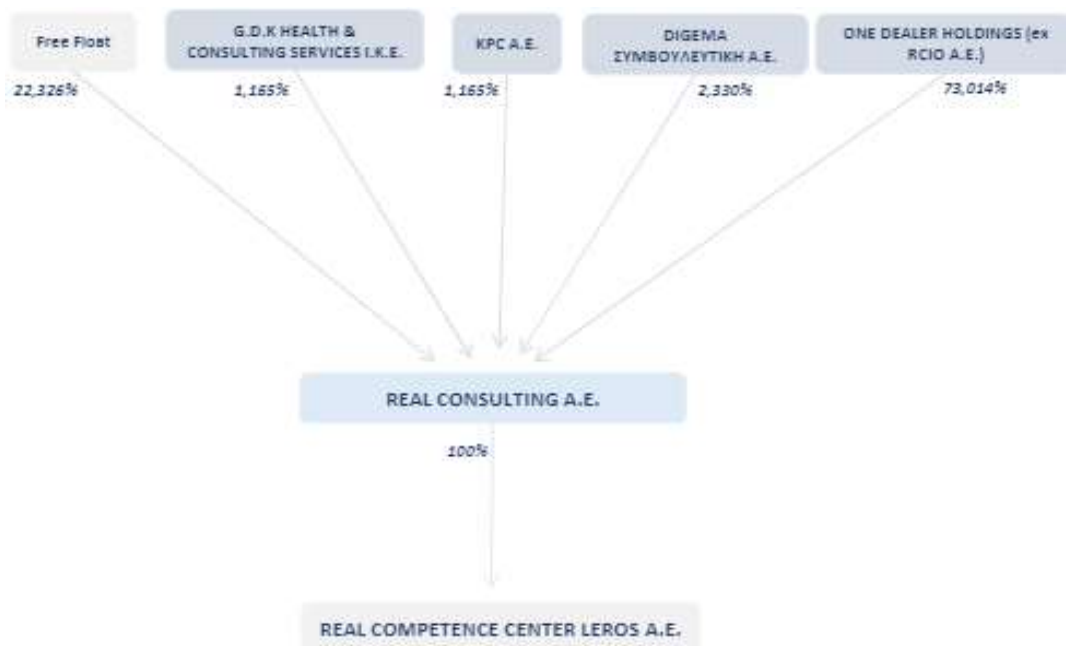 Free Float
G.D.K HEALTH &
CONSULTING SERVICES I.K.E.
KPC A.E.
DIGEMA
ΣΥΜΒΟΥΛΕΥΤΙΚΗ Α.Ε.
ONE DEALER HOLDINGS (ex
RCIO A.E.)
22,326%
1,165%
1,165%
2,330%
73,014%
REAL CONSULTING A.E.
100%
REAL COMPETENCE CENTER LEROS A.E.